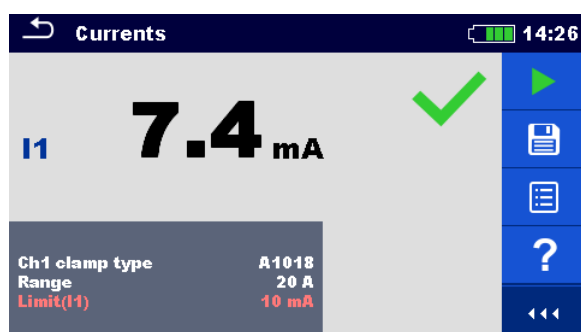 Currents 14:26
I1 7.4 mA
Ch1 clamp type A1018
Range 20 A
Limit(I1) 10 mA
?